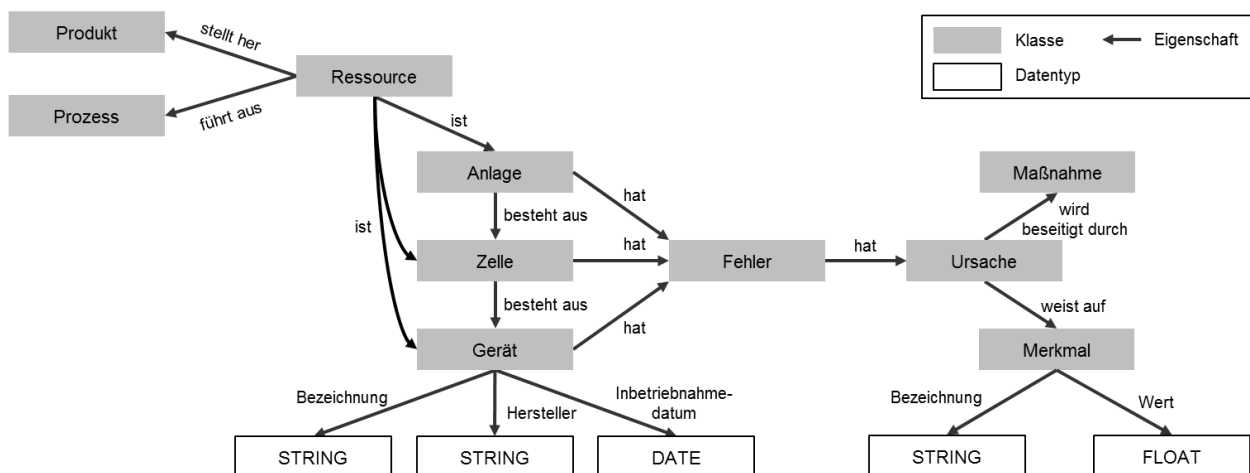 Produkt
stellt her
Ressource
Prozess
führt aus
Klasse
Eigenschaft
Datentyp
ist
Anlage
hat
Maßnahme
besteht aus
ist
hat
wird
beseitigt durch
Zelle
Fehler
hat
Ursache
besteht aus
hat
weist auf
Gerät
Merkmal
Bezeichnung
Hersteller
Inbetriebnahme-
datum
Bezeichnung
Wert
STRING
STRING
DATE
STRING
FLOAT